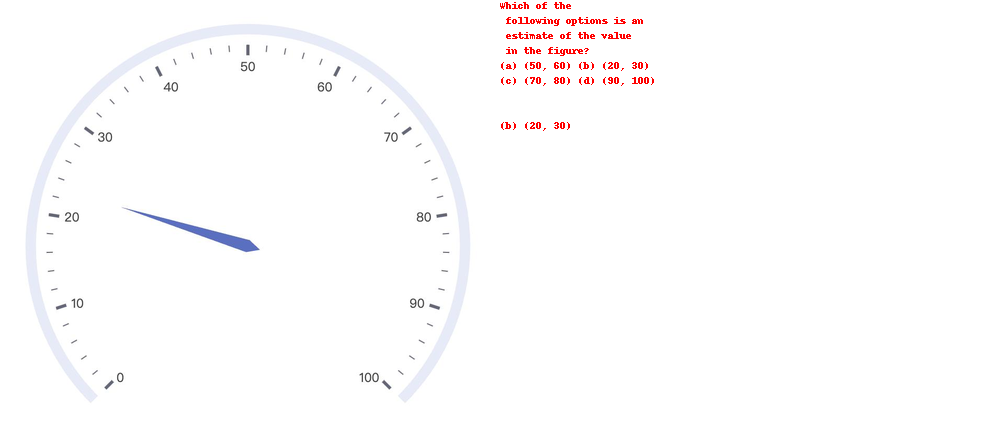 Which of the
following options is an
estimate of the value
in the figure?
(a) (50, 60) (b) (20, 30)
(c) (70, 80) (d) (90, 100)
(b) (20, 30)
50
40
60
30
70
20
80
10
90
0
100